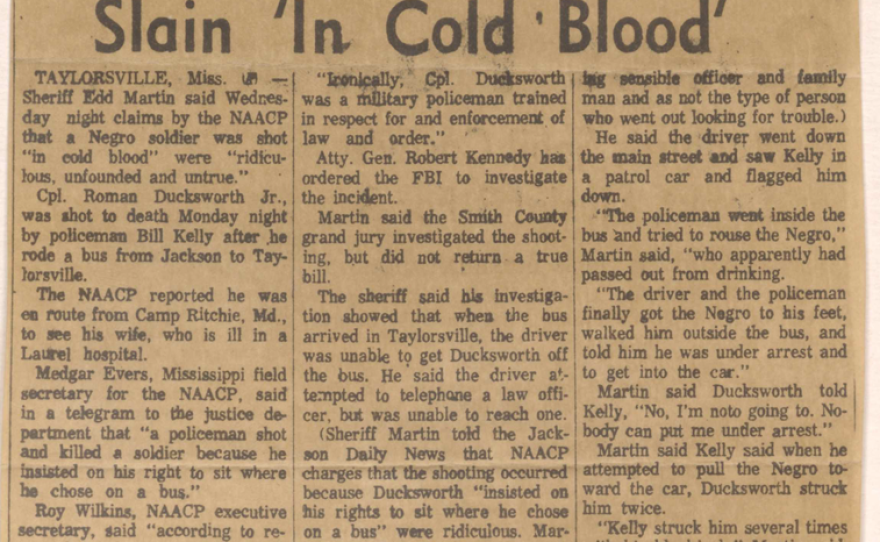 Slain 'In Cold Blood'
TAYLORSVILLE, Miss. —
Sheriff Edd Martin said Wednes-
day night claims by the NAACP
that a Negro soldier was shot
"in cold blood" were "ridicu-
lous, unfounded and untrue."
Cpl. Roman Ducksworth Jr.,
was shot to death Monday night
by policeman Bill Kelly after he
rode a bus from Jackson to Tay-
lorsville.
The NAACP reported he was
en route from Camp Ritchie, Md.,
to see his wife, who is ill in a
Laurel hospital.
Medgar Evers, Mississippi field
secretary for the NAACP, said
in a telegram to the justice de-
partment that "a policeman shot
and killed a soldier because he
insisted on his right to sit where
he chose on a bus."
Roy Wilkins, NAACP executive
secretary, said "according to re-
"Ironically, Cpl. Ducksworth
was a military policeman trained
in respect for and enforcement of
law and order."
Atty. Gen. Robert Kennedy has
ordered the FBI to investigate
the incident.
Martin said the Smith County
grand jury investigated the shoot-
ing, but did not return a true
bill.
The sheriff said his investiga-
tion showed that when the bus
arrived in Taylorsville, the driver
was unable to get Ducksworth off
the bus. He said the driver at-
tempted to telephone a law offi-
cer, but was unable to reach one.
(Sheriff Martin told the Jack-
son Daily News that NAACP
charges that the shooting occurred
because Ducksworth "insisted on
his rights to sit where he chose
on a bus" were ridiculous. Mar-
ing sensible officer and family
man and as not the type of person
who went out looking for trouble.)
He said the driver went down
the main street and saw Kelly in
a patrol car and flagged him
down.
"The policeman went inside the
bus and tried to rouse the Negro,"
Martin said, "who apparently had
passed out from drinking.
"The driver and the policeman
finally got the Negro to his feet,
walked him outside the bus, and
told him he was under arrest and
to get into the car."
Martin said Ducksworth told
Kelly, "No, I'm noto going to. No-
body can put me under arrest."
Martin said Kelly said when he
attempted to pull the Negro to-
ward the car, Ducksworth struck
him twice.
"Kelly struck him several times